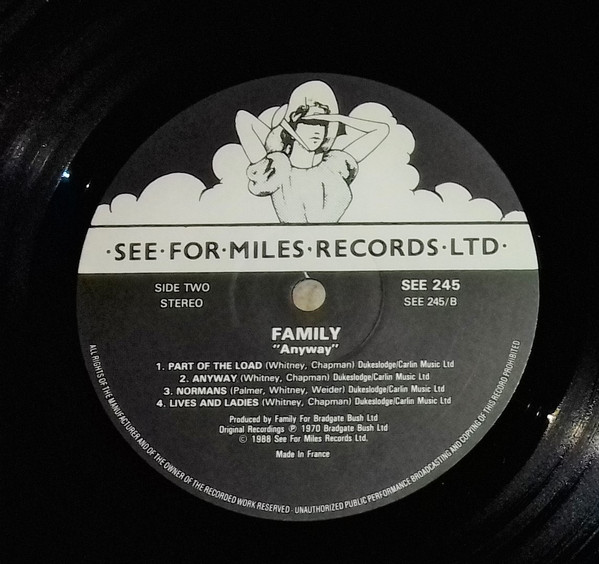 ·SEE·FOR·MILES·RECORDS·LTD·
SIDE TWO
STEREO
SEE 245
SEE 245/B
FAMILY
"Anyway"
1. PART OF THE LOAD (Whitney, Chapman) Dukeslodge/Carlin Music Ltd
2. ANYWAY (Whitney, Chapman) Dukeslodge/Carlin Music Ltd
3. NORMANS (Palmer, Whitney, Weider) Dukeslodge/Carlin Music Ltd
4. LIVES AND LADIES (Whitney, Chapman) Dukeslodge/Carlin Music Ltd
Produced by Family For Bradgate Bush Ltd
Original Recordings ℗ 1970 Bradgate Bush Ltd
© 1988 See For Miles Records Ltd.
Made in France
ALL RIGHTS OF THE MANUFACTURER AND OF THE OWNER OF THE RECORDED WORK RESERVED · UNAUTHORIZED PUBLIC PERFORMANCE BROADCASTING AND COPYING OF THIS RECORD PROHIBITED